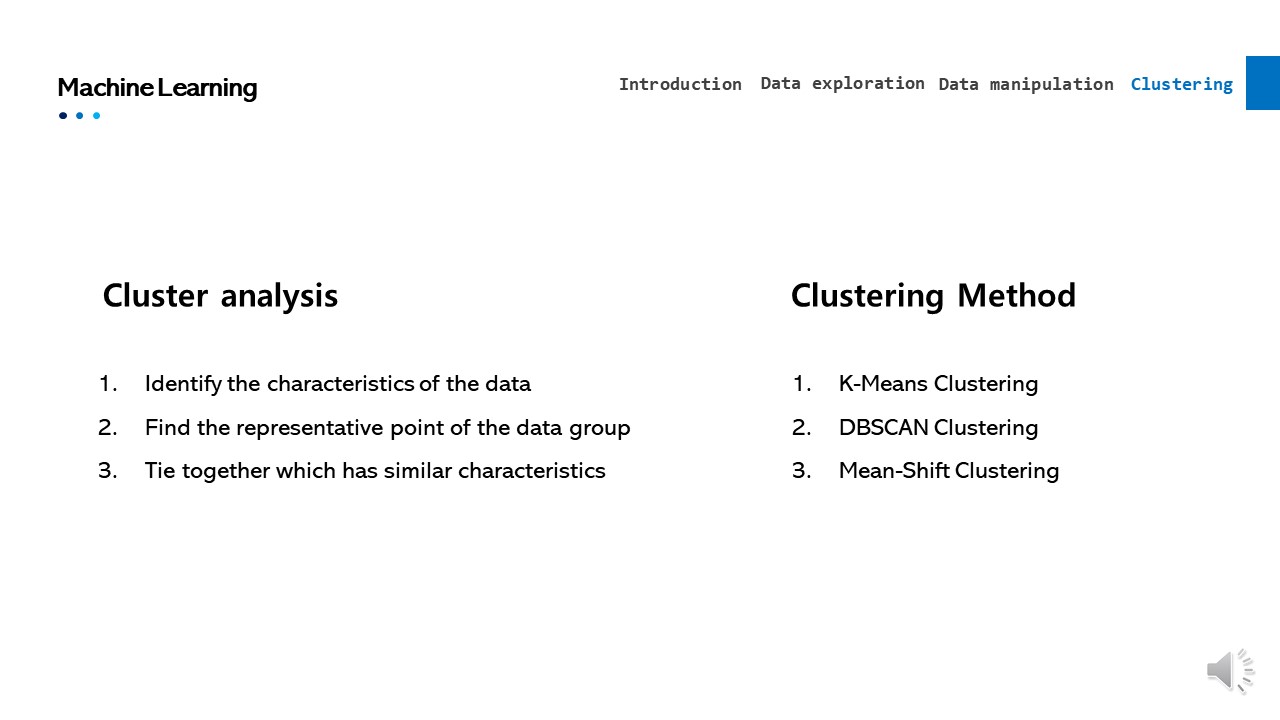 Machine Learning
Introduction Data exploration Data manipulation Clustering
Cluster analysis
1. Identify the characteristics of the data
2. Find the representative point of the data group
3. Tie together which has similar characteristics
Clustering Method
1. K-Means Clustering
2. DBSCAN Clustering
3. Mean-Shift Clustering